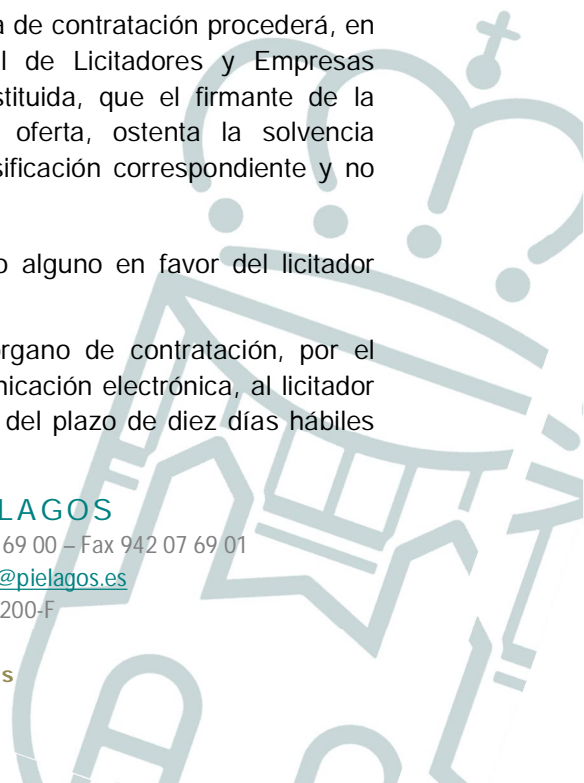 a de contratación procederá, en
l de Licitadores y Empresas
stituida, que el firmante de la
oferta, ostenta la solvencia
sificación correspondiente y no
o alguno en favor del licitador
rgano de contratación, por el
nicación electrónica, al licitador
del plazo de diez días hábiles
LAGOS
69 00 – Fax 942 07 69 01
@pielagos.es
200-F
s